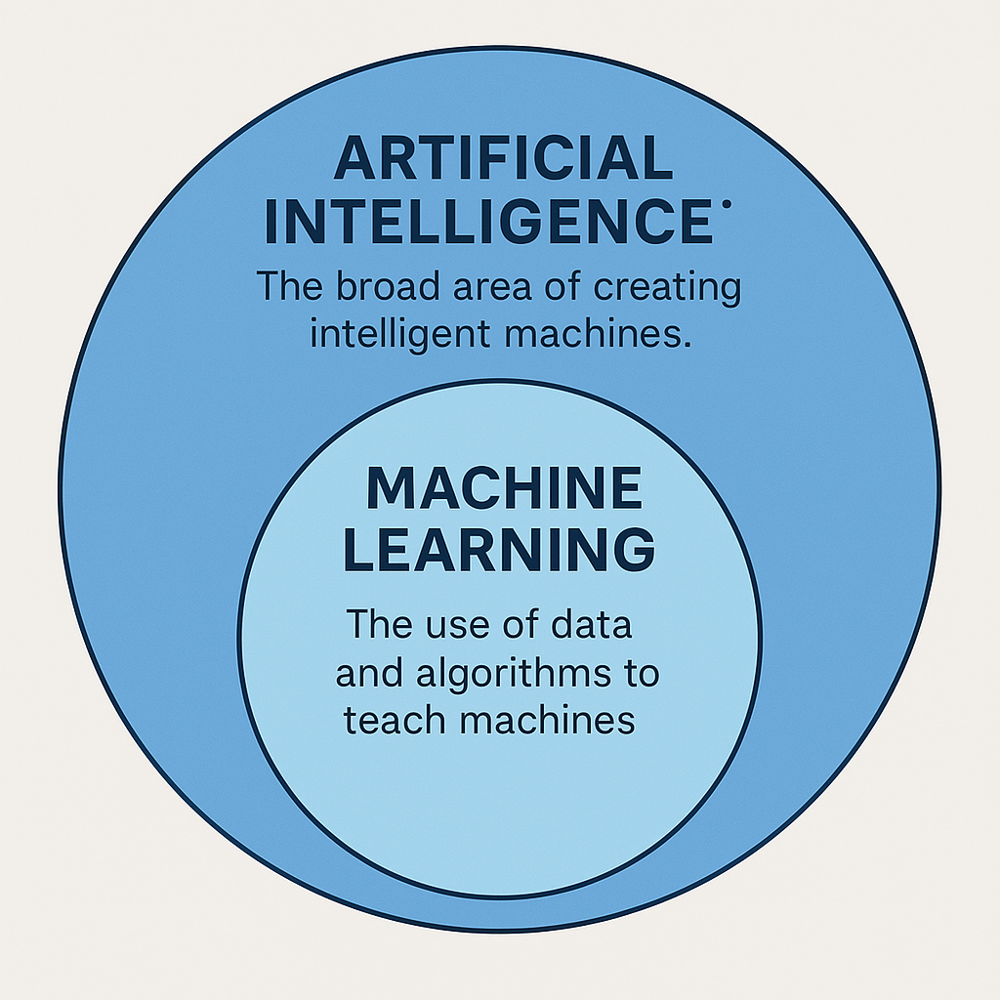 ARTIFICIAL
INTELLIGENCE˙
The broad area of creating
intelligent machines.
MACHINE
LEARNING
The use of data
and algorithms to
teach machines